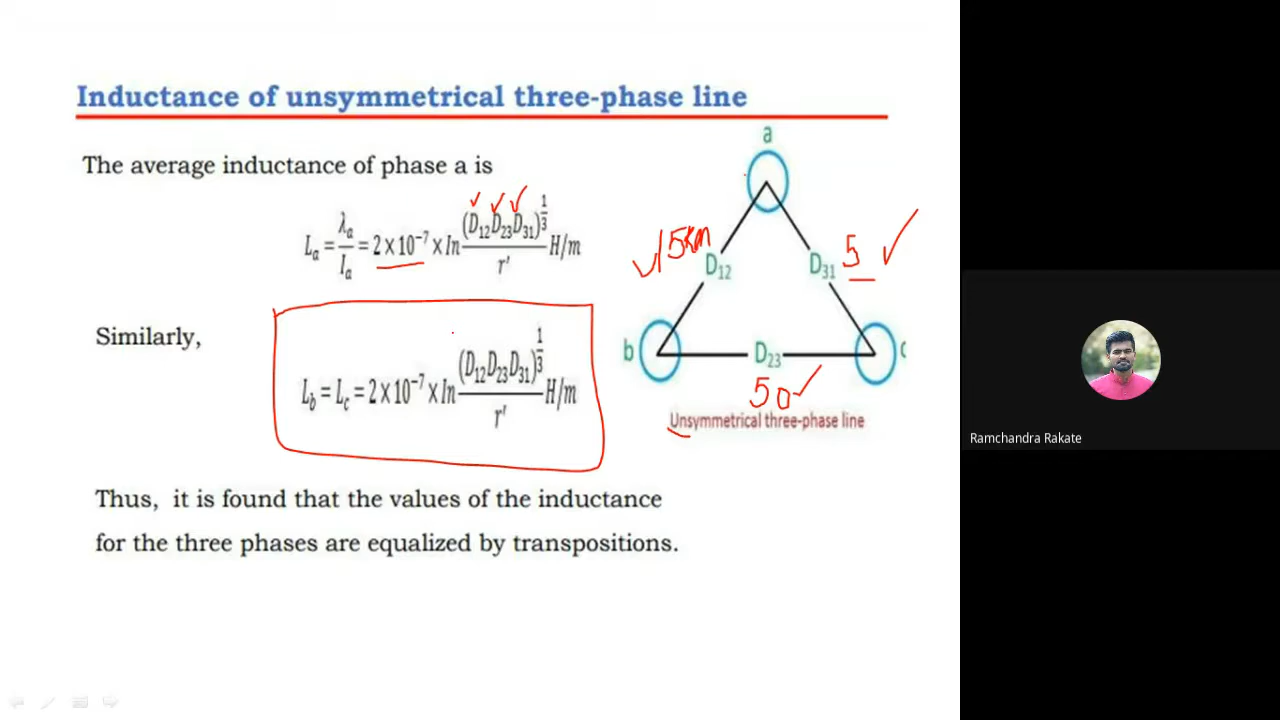 Inductance of unsymmetrical three-phase line
The average inductance of phase a is
L_a = λ_a / I_a = 2 × 10⁻⁷ × ln (D₁₂D₂₃D₃₁)^(1/3) / r' H/m
Similarly,
L_b = L_c = 2 × 10⁻⁷ × ln (D₁₂D₂₃D₃₁)^(1/3) / r' H/m
Thus, it is found that the values of the inductance
for the three phases are equalized by transpositions.
a
5
D₁₂
D₃₁
b
D₂₃
c
50
Unsymmetrical three-phase line
Ramchandra Rakate